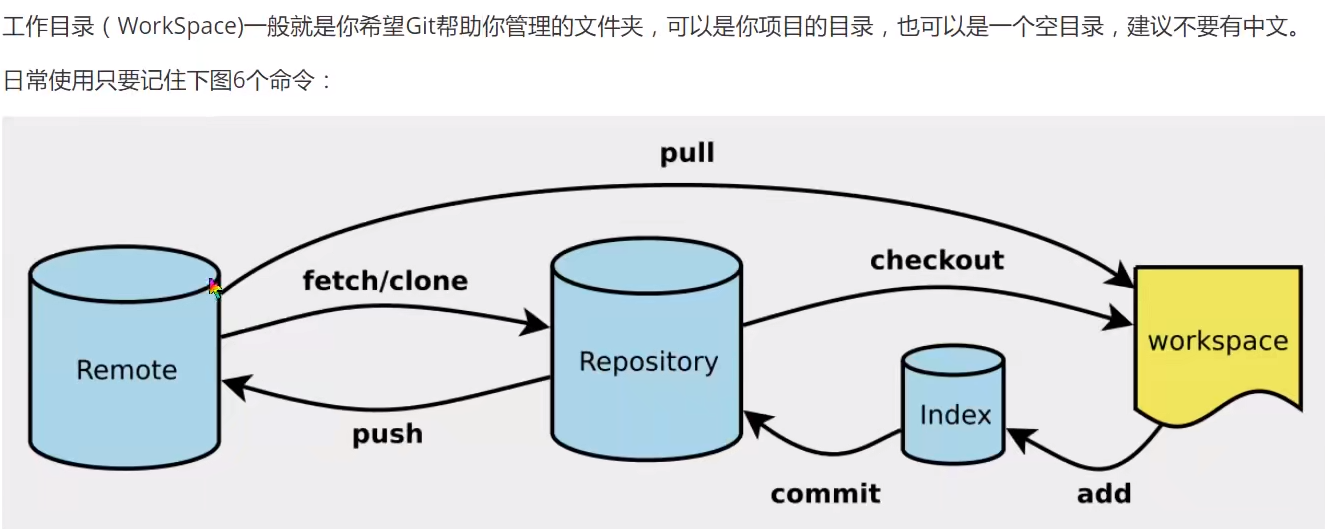 工作目录（WorkSpace)一般就是你希望Git帮助你管理的文件夹，可以是你项目的目录，也可以是一个空目录，建议不要有中文。
日常使用只要记住下图6个命令：
pull
fetch/clone
checkout
Remote
Repository
workspace
Index
push
commit
add